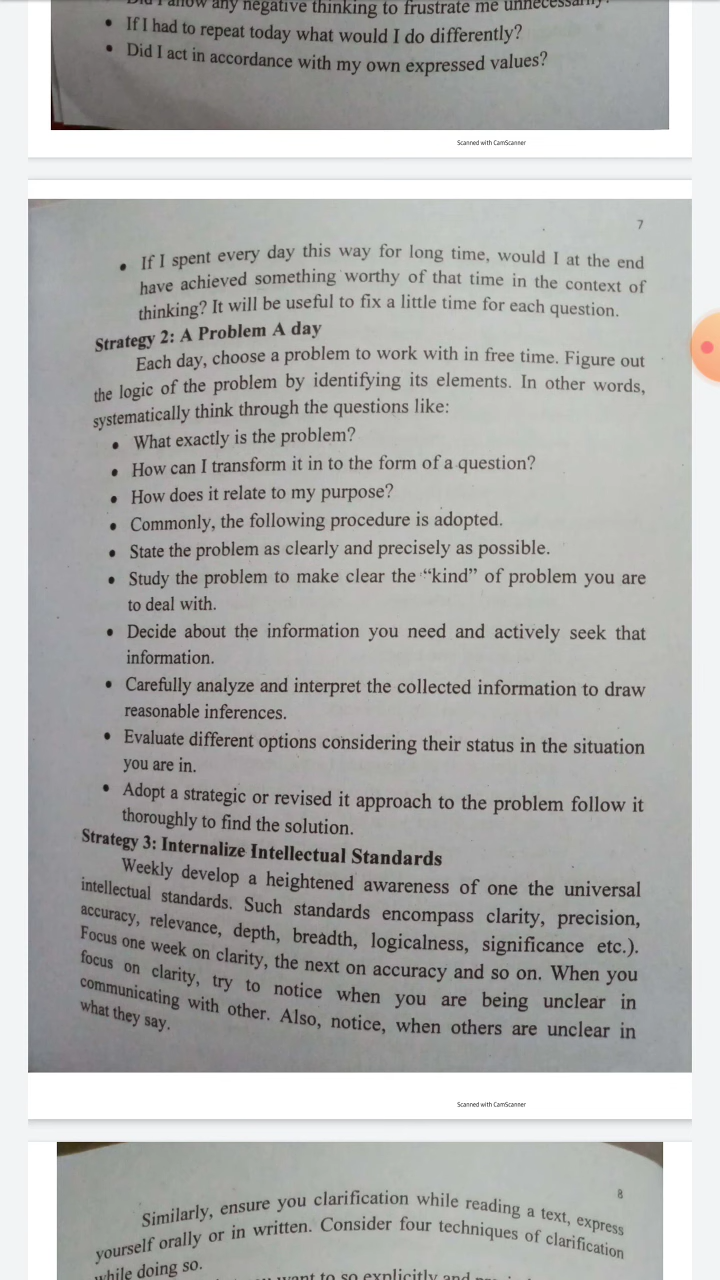 any negative thinking to frustrate me
• If I had to repeat today what would I do differently?
• Did I act in accordance with my own expressed values?
Scanned with CamScanner
7
• If I spent every day this way for long time, would I at the end
have achieved something worthy of that time in the context of
thinking? It will be useful to fix a little time for each question.
Strategy 2: A Problem A day
Each day, choose a problem to work with in free time. Figure out
the logic of the problem by identifying its elements. In other words,
systematically think through the questions like:
• What exactly is the problem?
• How can I transform it in to the form of a question?
• How does it relate to my purpose?
• Commonly, the following procedure is adopted.
• State the problem as clearly and precisely as possible.
• Study the problem to make clear the “kind” of problem you are
to deal with.
• Decide about the information you need and actively seek that
information.
• Carefully analyze and interpret the collected information to draw
reasonable inferences.
• Evaluate different options considering their status in the situation
you are in.
• Adopt a strategic or revised it approach to the problem follow it
thoroughly to find the solution.
Strategy 3: Internalize Intellectual Standards
Weekly develop a heightened awareness of one the universal
intellectual standards. Such standards encompass clarity, precision,
accuracy, relevance, depth, breadth, logicalness, significance etc.).
Focus one week on clarity, the next on accuracy and so on. When you
focus on clarity, try to notice when you are being unclear in
communicating with other. Also, notice, when others are unclear in
what they say.
Scanned with CamScanner
8
Similarly, ensure you clarification while reading a text, express
yourself orally or in written. Consider four techniques of clarification
while doing so.
to so explicitly and